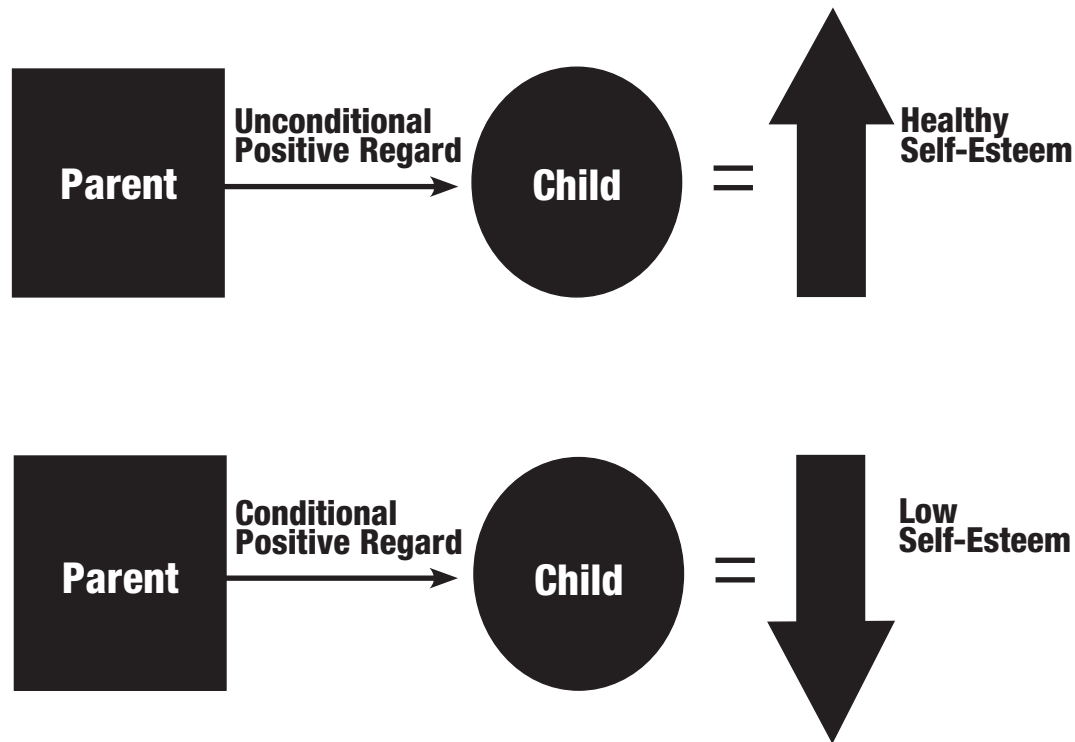 Parent
Unconditional
Positive Regard
Child
=
Healthy
Self-Esteem
Parent
Conditional
Positive Regard
Child
=
Low
Self-Esteem